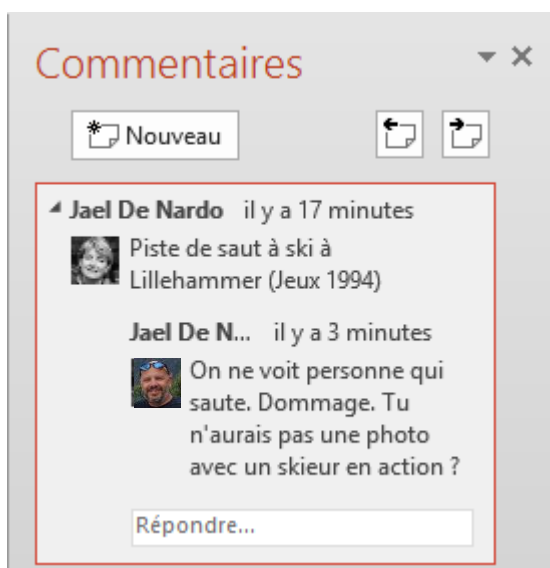 Commentaires
Nouveau
Jael De Nardo il y a 17 minutes
Piste de saut à ski à
Lillehammer (Jeux 1994)
Jael De N... il y a 3 minutes
On ne voit personne qui
saute. Dommage. Tu
n'aurais pas une photo
avec un skieur en action ?
Répondre...